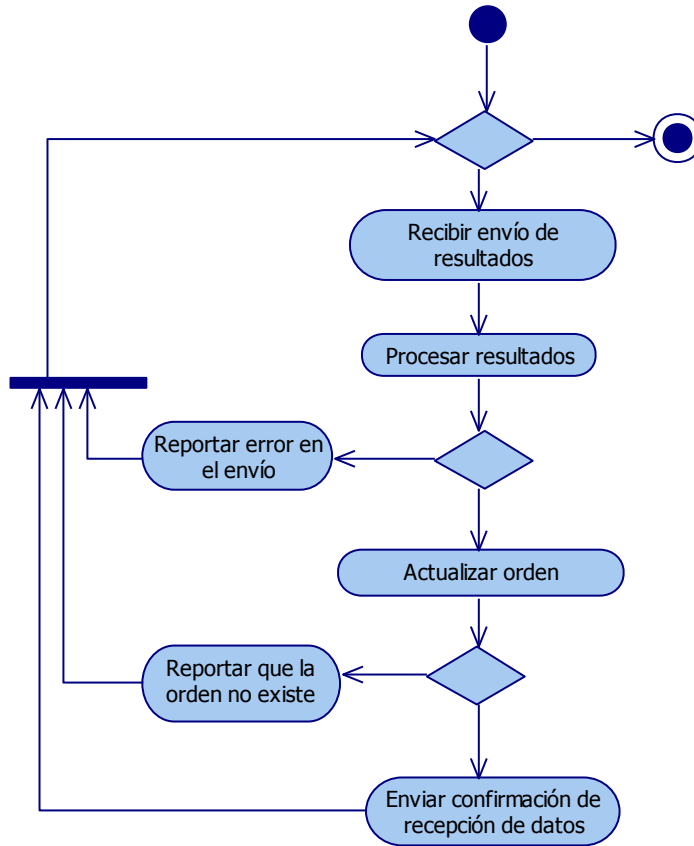 Recibir envío de
resultados
Procesar resultados
Reportar error en
el envío
Actualizar orden
Reportar que la
orden no existe
Enviar confirmación de
recepción de datos